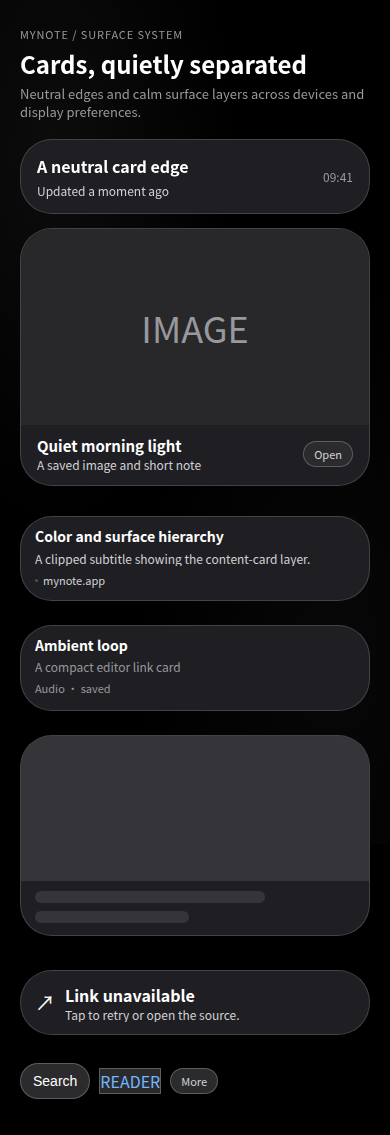 MYNOTE / SURFACE SYSTEM
Cards, quietly separated
Neutral edges and calm surface layers across devices and
display preferences.
A neutral card edge
Updated a moment ago
09:41
IMAGE
Quiet morning light
A saved image and short note
Open
Color and surface hierarchy
A clipped subtitle showing the content-card layer.
mynote.app
Ambient loop
A compact editor link card
Audio • saved
↗ Link unavailable
Tap to retry or open the source.
Search READER More